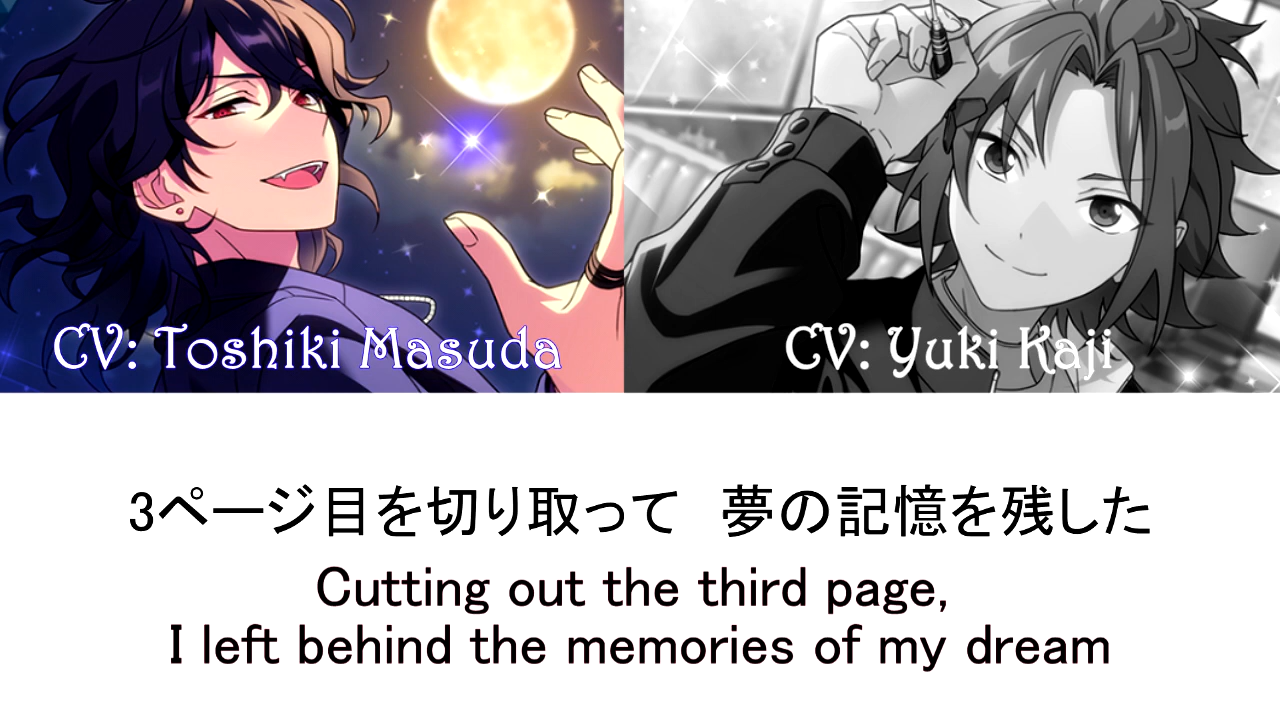 CV: Toshiki Masuda
CV: Yuki Kaji
3ページ目を切り取って　夢の記憶を残した
Cutting out the third page,
I left behind the memories of my dream